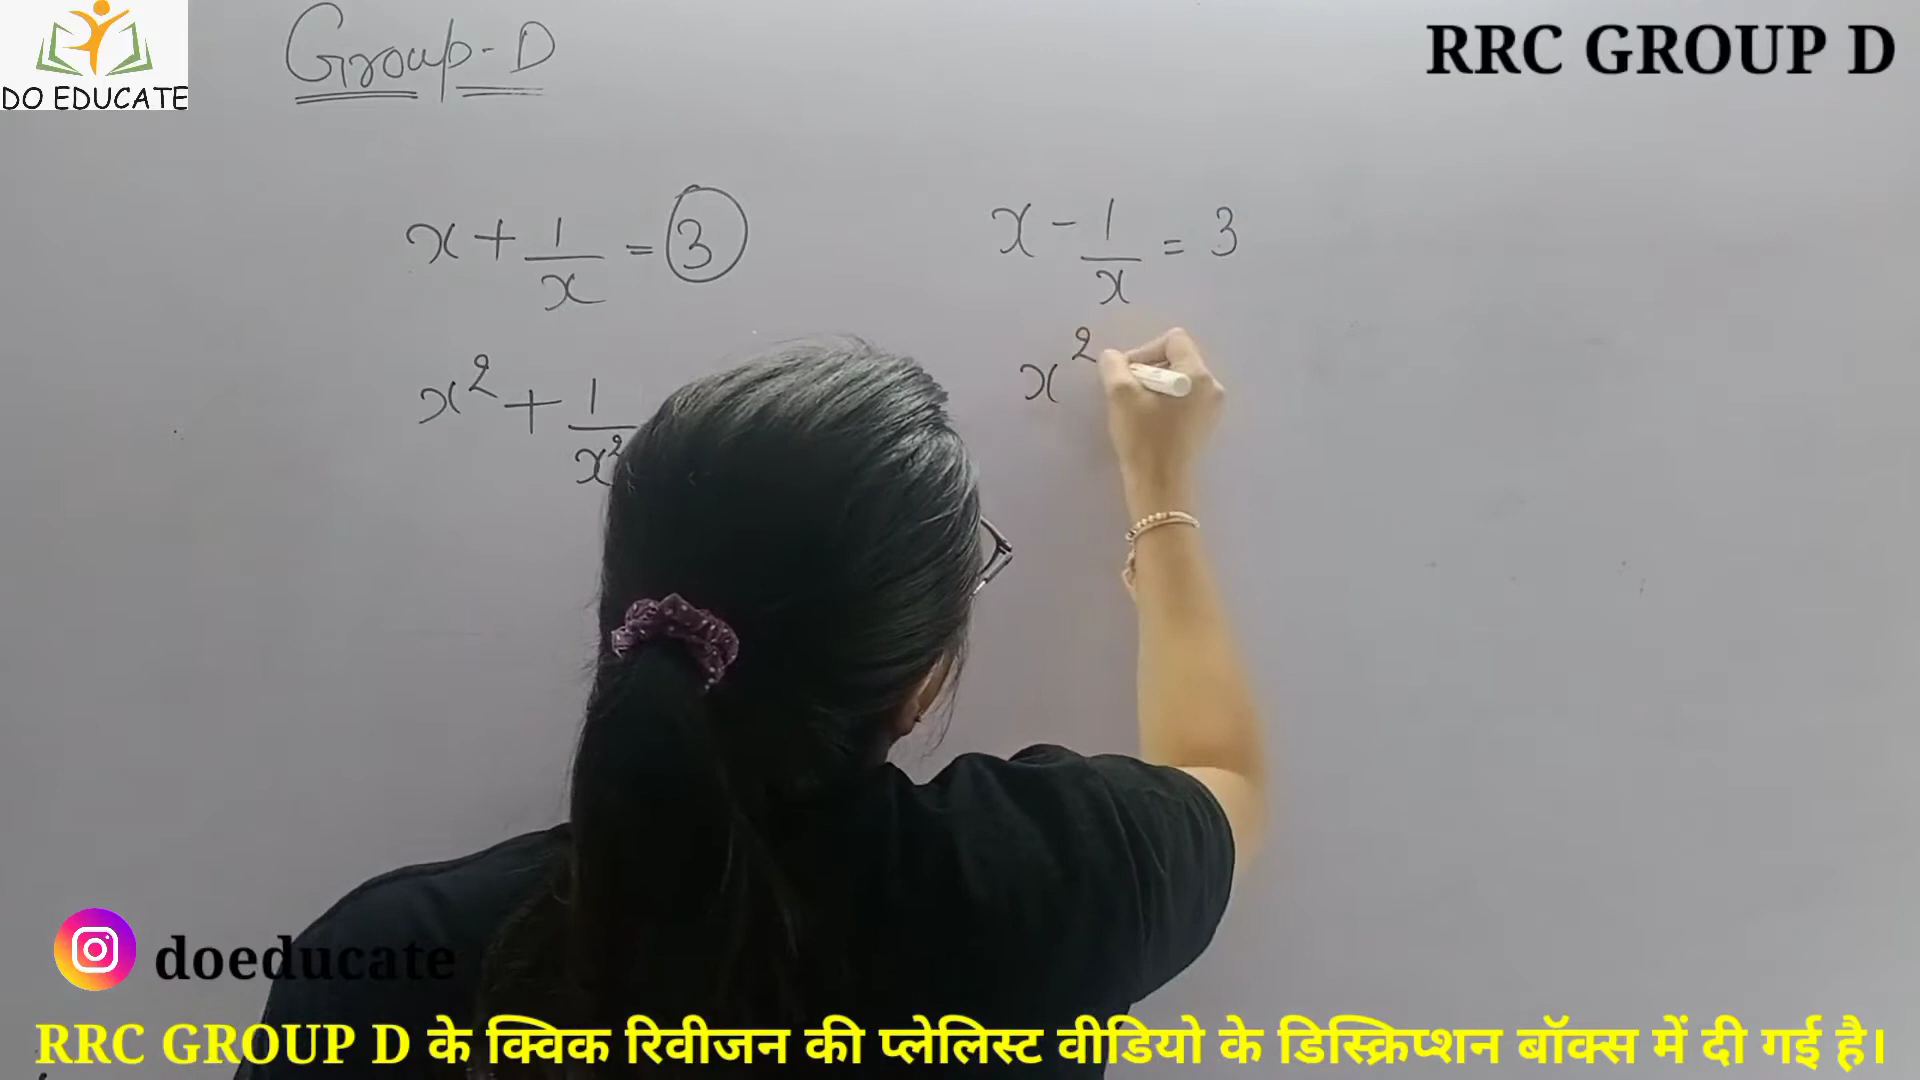 DO EDUCATE
Group-D
RRC GROUP D
x + 1/x = 3
x - 1/x = 3
x² + 1/x²
x²
doeducate
RRC GROUP D के क्विक रिवीजन की प्लेलिस्ट वीडियो के डिस्क्रिप्शन बॉक्स में दी गई है।